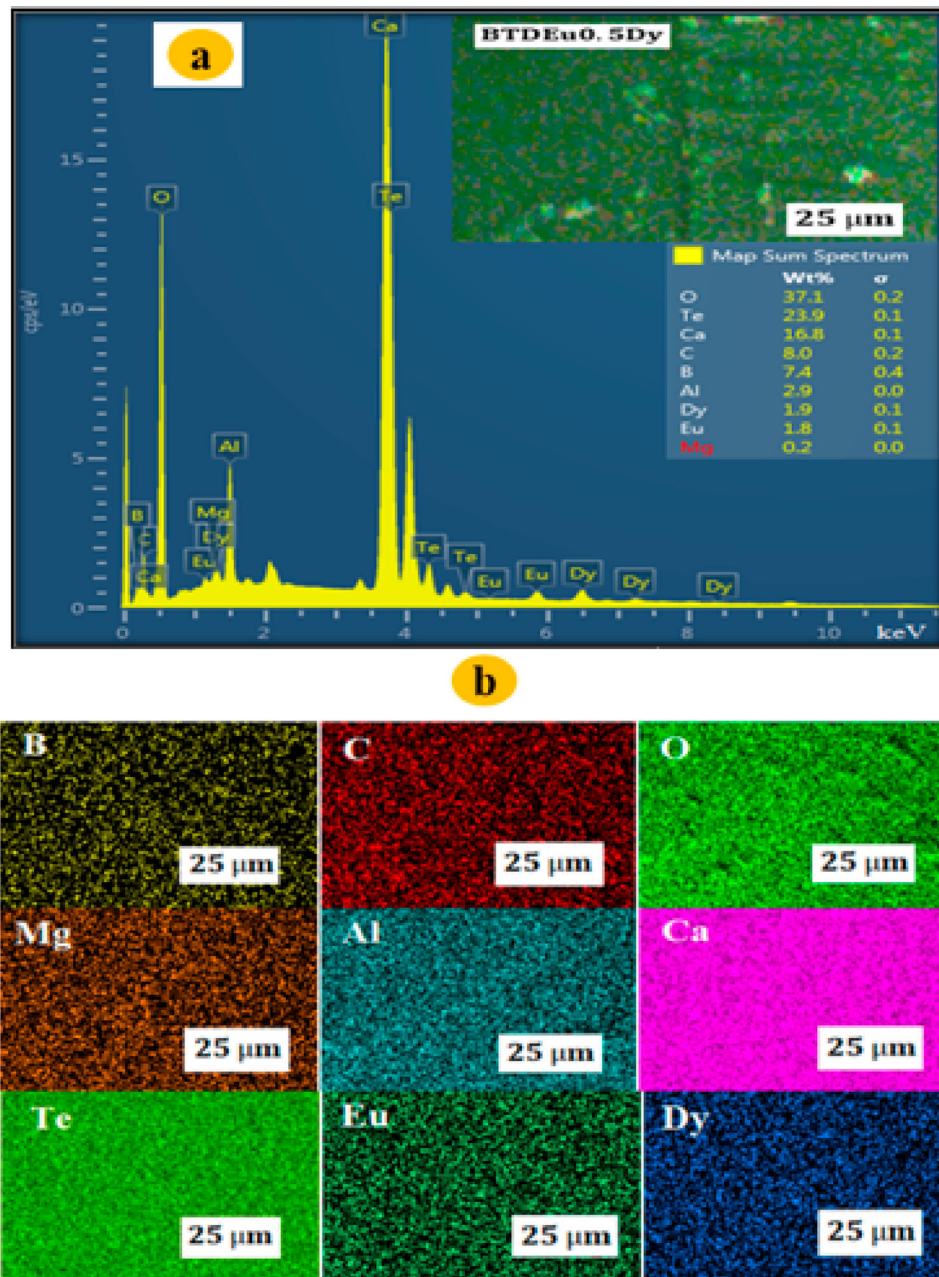 a
BTDEu0.5Dy
25 μm
Map Sum Spectrum
Wt% σ
O 37.1 0.2
Te 23.9 0.1
Ca 16.8 0.1
C 8.0 0.2
B 7.4 0.4
Al 2.9 0.0
Dy 1.9 0.1
Eu 1.8 0.1
Mg 0.2 0.0
Ca
O
Te
Al
B
Mg
C
Dy
Eu
Ca
Te
Te
Eu
Eu
Dy
Dy
Dy
15
10
5
0
cps/eV
0 2 4 6 8 10 keV
b
B
25 μm
C
25 μm
O
25 μm
Mg
25 μm
Al
25 μm
Ca
25 μm
Te
25 μm
Eu
25 μm
Dy
25 μm